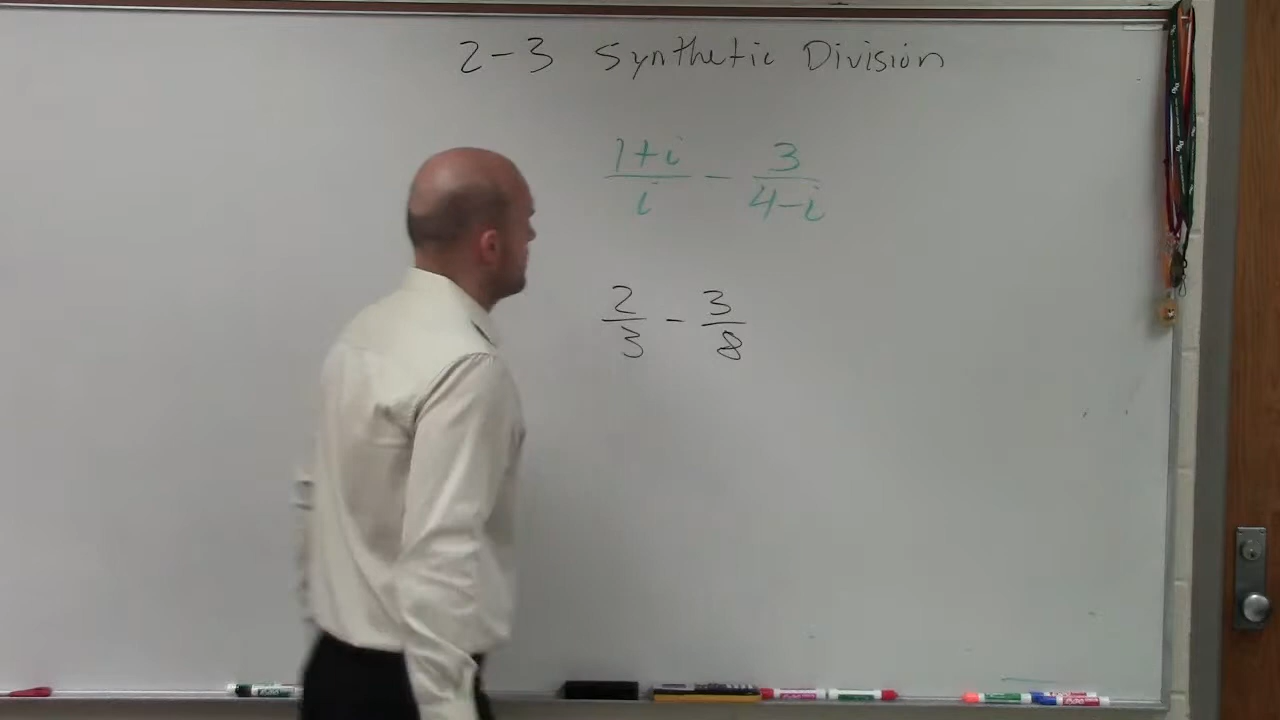 2-3 Synthetic Division
1+i/i - 3/4-i
2/3 - 3/8